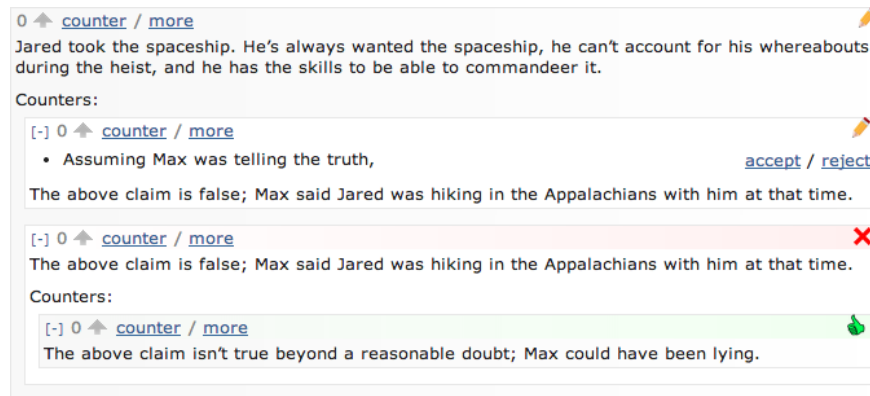 0 counter / more
Jared took the spaceship. He's always wanted the spaceship, he can't account for his whereabouts
during the heist, and he has the skills to be able to commandeer it.
Counters:
[-] 0 counter / more
• Assuming Max was telling the truth, accept / reject
The above claim is false; Max said Jared was hiking in the Appalachians with him at that time.
[-] 0 counter / more
The above claim is false; Max said Jared was hiking in the Appalachians with him at that time.
Counters:
[-] 0 counter / more
The above claim isn't true beyond a reasonable doubt; Max could have been lying.